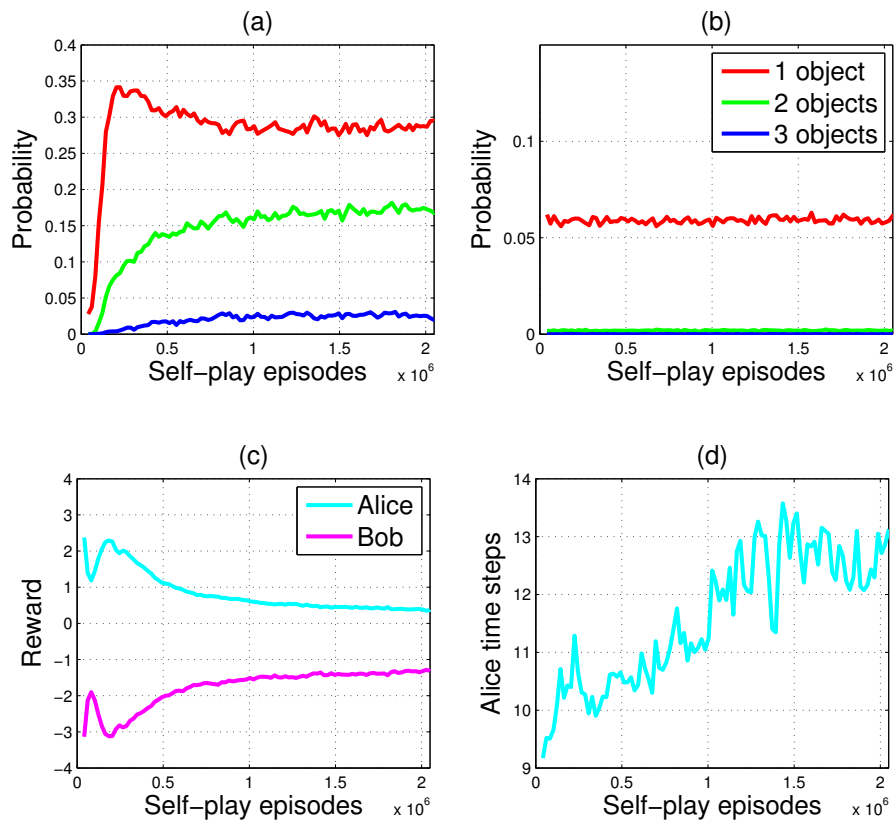 (a)
0.4
0.35
0.3
0.25
0.2
0.15
0.1
0.05
0
Probability
0 0.5 1 1.5 2
x 10^6
Self−play episodes
(b)
0.1
0.05
0
Probability
1 object
2 objects
3 objects
0 0.5 1 1.5 2
x 10^6
Self−play episodes
(c)
4
3
2
1
0
−1
−2
−3
−4
Reward
Alice
Bob
0 0.5 1 1.5 2
x 10^6
Self−play episodes
(d)
14
13
12
11
10
9
Alice time steps
0 0.5 1 1.5 2
x 10^6
Self−play episodes